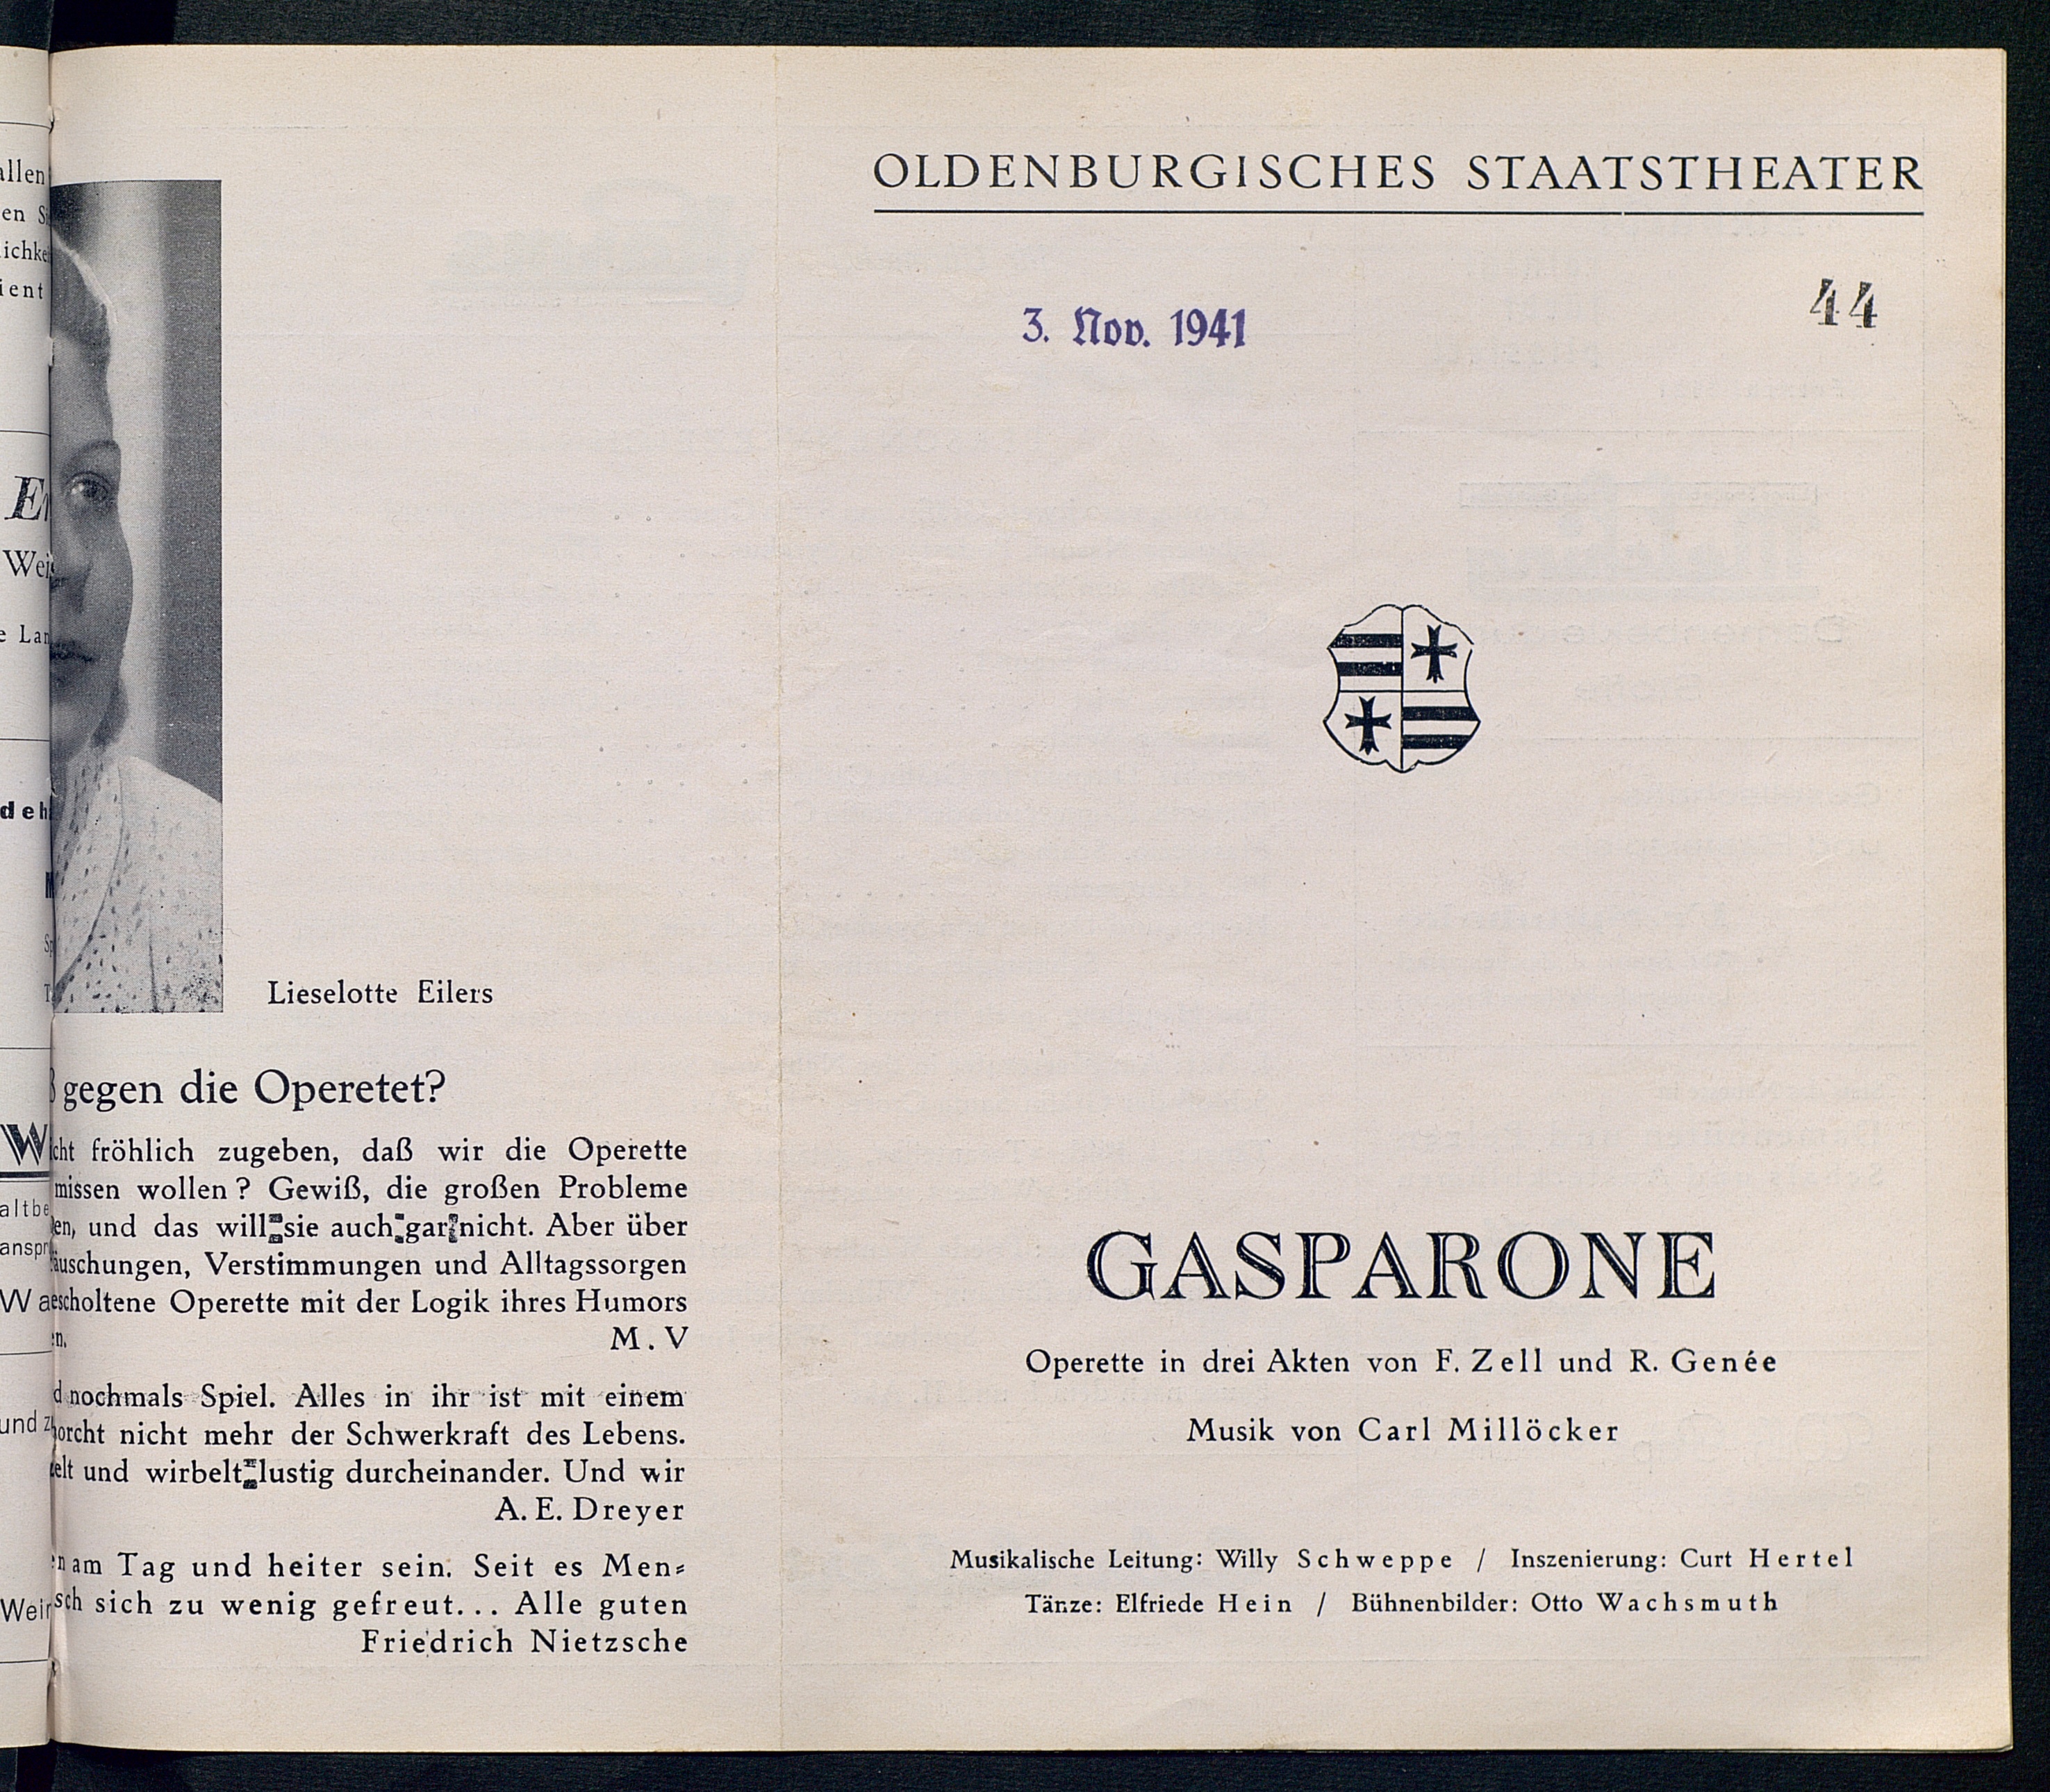 allen
en
ient
Lieselotte Eilers
gegen die Operetet?
fröhlich zugeben, daß wir die Operette
missen wollen? Gewiß, die großen Probleme
und das will sie auch gar nicht. Aber über
Verstimmungen und Alltagssorgen
Operette mit der Logik ihres Humors
M. V
nochmals Spiel. Alles in ihr ist mit einem
nicht mehr der Schwerkraft des Lebens.
und wirbelt lustig durcheinander. Und wir
A. E. Dreyer
am Tag und heiter sein. Seit es Men-
sch sich zu wenig gefreut... Alle guten
Friedrich Nietzsche
OLDENBURGISCHES STAATSTHEATER
3. Nov. 1941
44
GASPARONE
Operette in drei Akten von F. Zell und R. Genée
Musik von Carl Millöcker
Musikalische Leitung: Willy Schweppe / Inszenierung: Curt Hertel
Tänze: Elfriede Hein / Bühnenbilder: Otto Wachsmuth